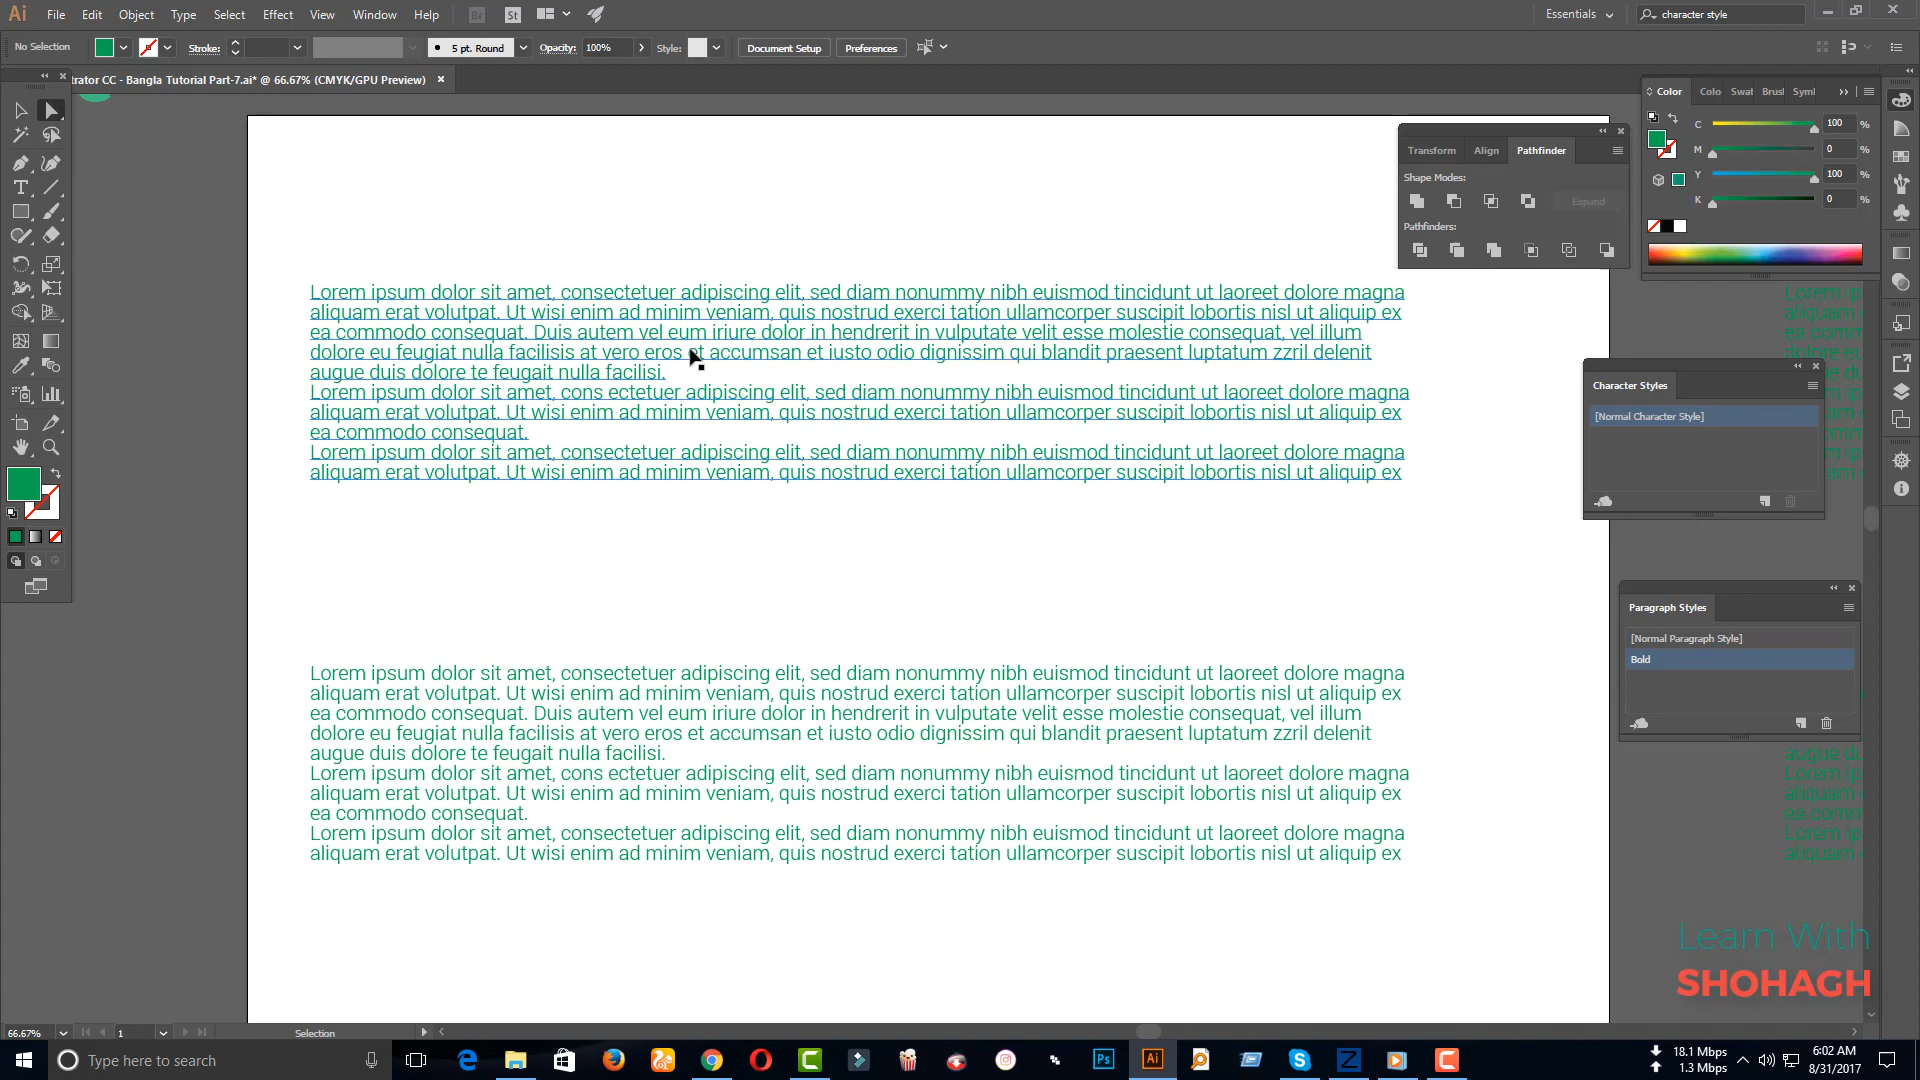 Ai File Edit Object Type Select Effect View Window Help Br St Essentials character style
No Selection Stroke: 5 pt. Round Opacity: 100% Style: Document Setup Preferences
trator CC - Bangla Tutorial Part-7.ai* @ 66.67% (CMYK/GPU Preview)
Color Colo Swat Brus Symi
C 100 %
M 0 %
Y 100 %
K 0 %
Transform Align Pathfinder
Shape Modes:
Expand
Pathfinders:
Lorem ipsum dolor sit amet, consectetuer adipiscing elit, sed diam nonummy nibh euismod tincidunt ut laoreet dolore magna
aliquam erat volutpat. Ut wisi enim ad minim veniam, quis nostrud exerci tation ullamcorper suscipit lobortis nisl ut aliquip ex
ea commodo consequat. Duis autem vel eum iriure dolor in hendrerit in vulputate velit esse molestie consequat, vel illum
dolore eu feugiat nulla facilisis at vero eros et accumsan et iusto odio dignissim qui blandit praesent luptatum zzril delenit
augue duis dolore te feugait nulla facilisi.
Lorem ipsum dolor sit amet, cons ectetuer adipiscing elit, sed diam nonummy nibh euismod tincidunt ut laoreet dolore magna
aliquam erat volutpat. Ut wisi enim ad minim veniam, quis nostrud exerci tation ullamcorper suscipit lobortis nisl ut aliquip ex
ea commodo consequat.
Lorem ipsum dolor sit amet, consectetuer adipiscing elit, sed diam nonummy nibh euismod tincidunt ut laoreet dolore magna
aliquam erat volutpat. Ut wisi enim ad minim veniam, quis nostrud exerci tation ullamcorper suscipit lobortis nisl ut aliquip ex
Character Styles
[Normal Character Style]
Paragraph Styles
[Normal Paragraph Style]
Bold
Lorem ipsum dolor sit amet, consectetuer adipiscing elit, sed diam nonummy nibh euismod tincidunt ut laoreet dolore magna
aliquam erat volutpat. Ut wisi enim ad minim veniam, quis nostrud exerci tation ullamcorper suscipit lobortis nisl ut aliquip ex
ea commodo consequat. Duis autem vel eum iriure dolor in hendrerit in vulputate velit esse molestie consequat, vel illum
dolore eu feugiat nulla facilisis at vero eros et accumsan et iusto odio dignissim qui blandit praesent luptatum zzril delenit
augue duis dolore te feugait nulla facilisi.
Lorem ipsum dolor sit amet, cons ectetuer adipiscing elit, sed diam nonummy nibh euismod tincidunt ut laoreet dolore magna
aliquam erat volutpat. Ut wisi enim ad minim veniam, quis nostrud exerci tation ullamcorper suscipit lobortis nisl ut aliquip ex
ea commodo consequat.
Lorem ipsum dolor sit amet, consectetuer adipiscing elit, sed diam nonummy nibh euismod tincidunt ut laoreet dolore magna
aliquam erat volutpat. Ut wisi enim ad minim veniam, quis nostrud exerci tation ullamcorper suscipit lobortis nisl ut aliquip ex
Learn With
SHOHAGH
66.67% 1 Selection
Type here to search Ps Ai 18.1 Mbps 6:02 AM
1.3 Mbps 8/31/2017